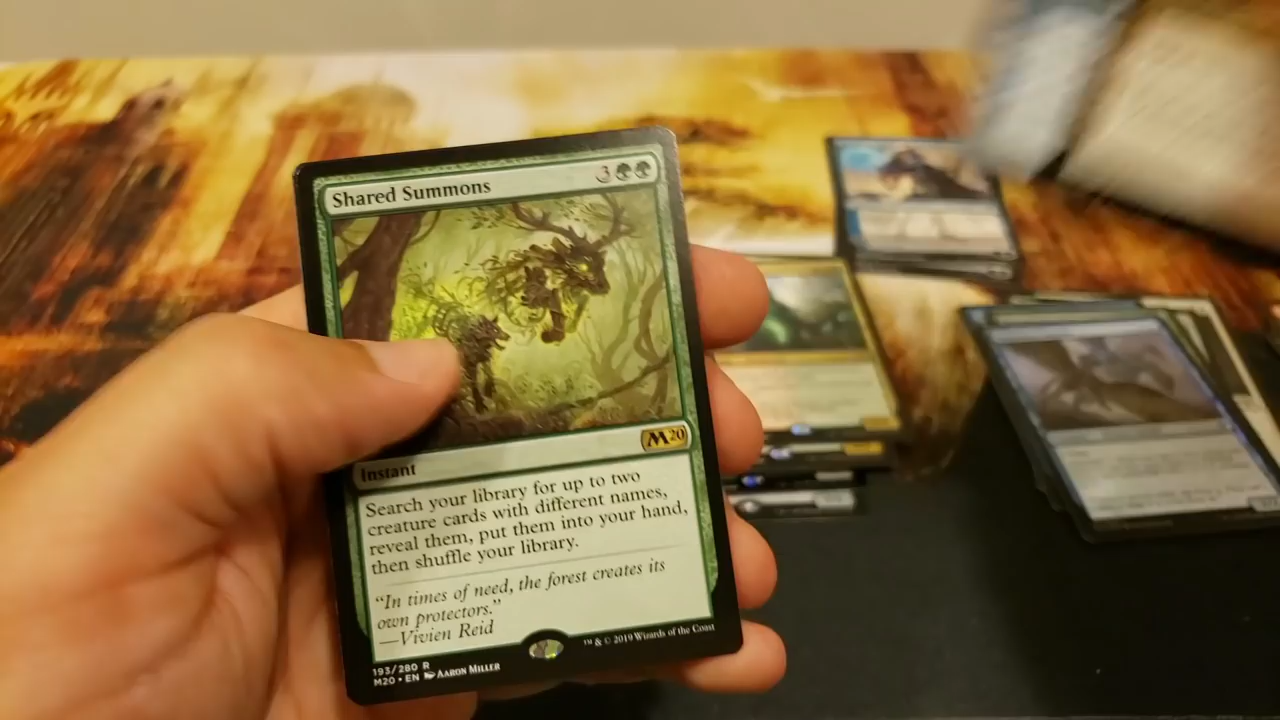 Shared Summons 3
Instant M20
Search your library for up to two
creature cards with different names,
reveal them, put them into your hand,
then shuffle your library.
“In times of need, the forest creates its
own protectors.”
—Vivien Reid
193/280 R
M20 • EN AARON MILLER
™ & © 2019 Wizards of the Coast